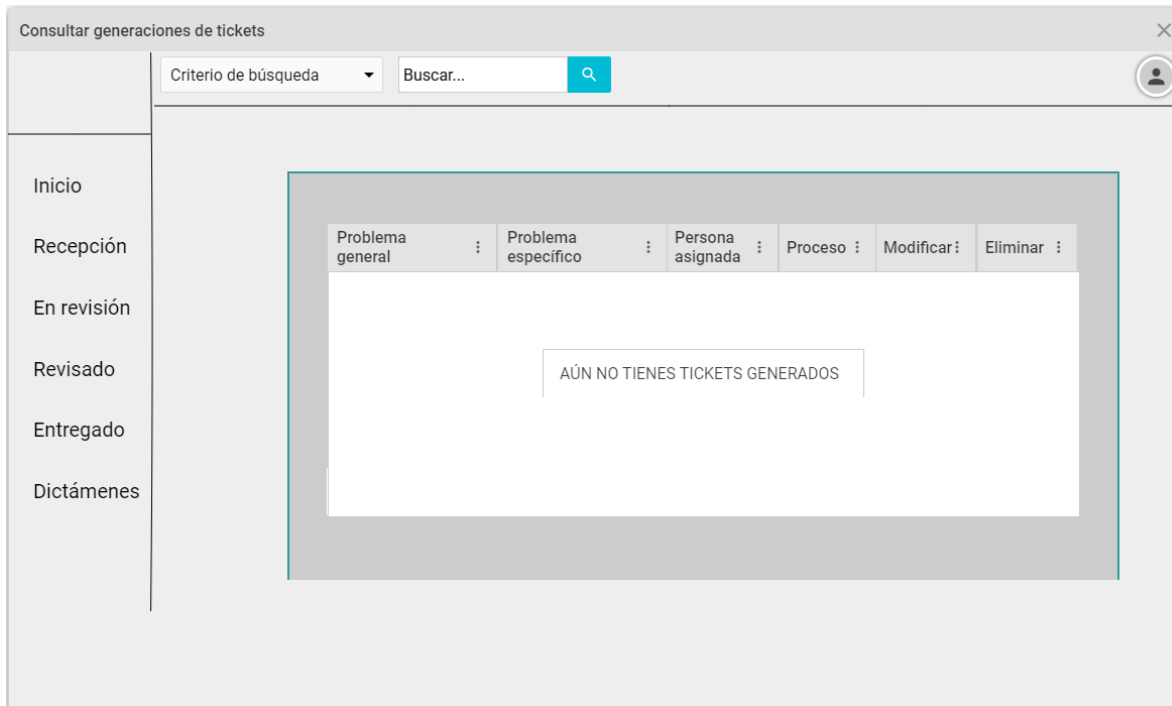 Consultar generaciones de tickets
Criterio de búsqueda
Buscar...
Inicio
Recepción
En revisión
Revisado
Entregado
Dictámenes
Problema
general
Problema
específico
Persona
asignada
Proceso
Modificar
Eliminar
AÚN NO TIENES TICKETS GENERADOS